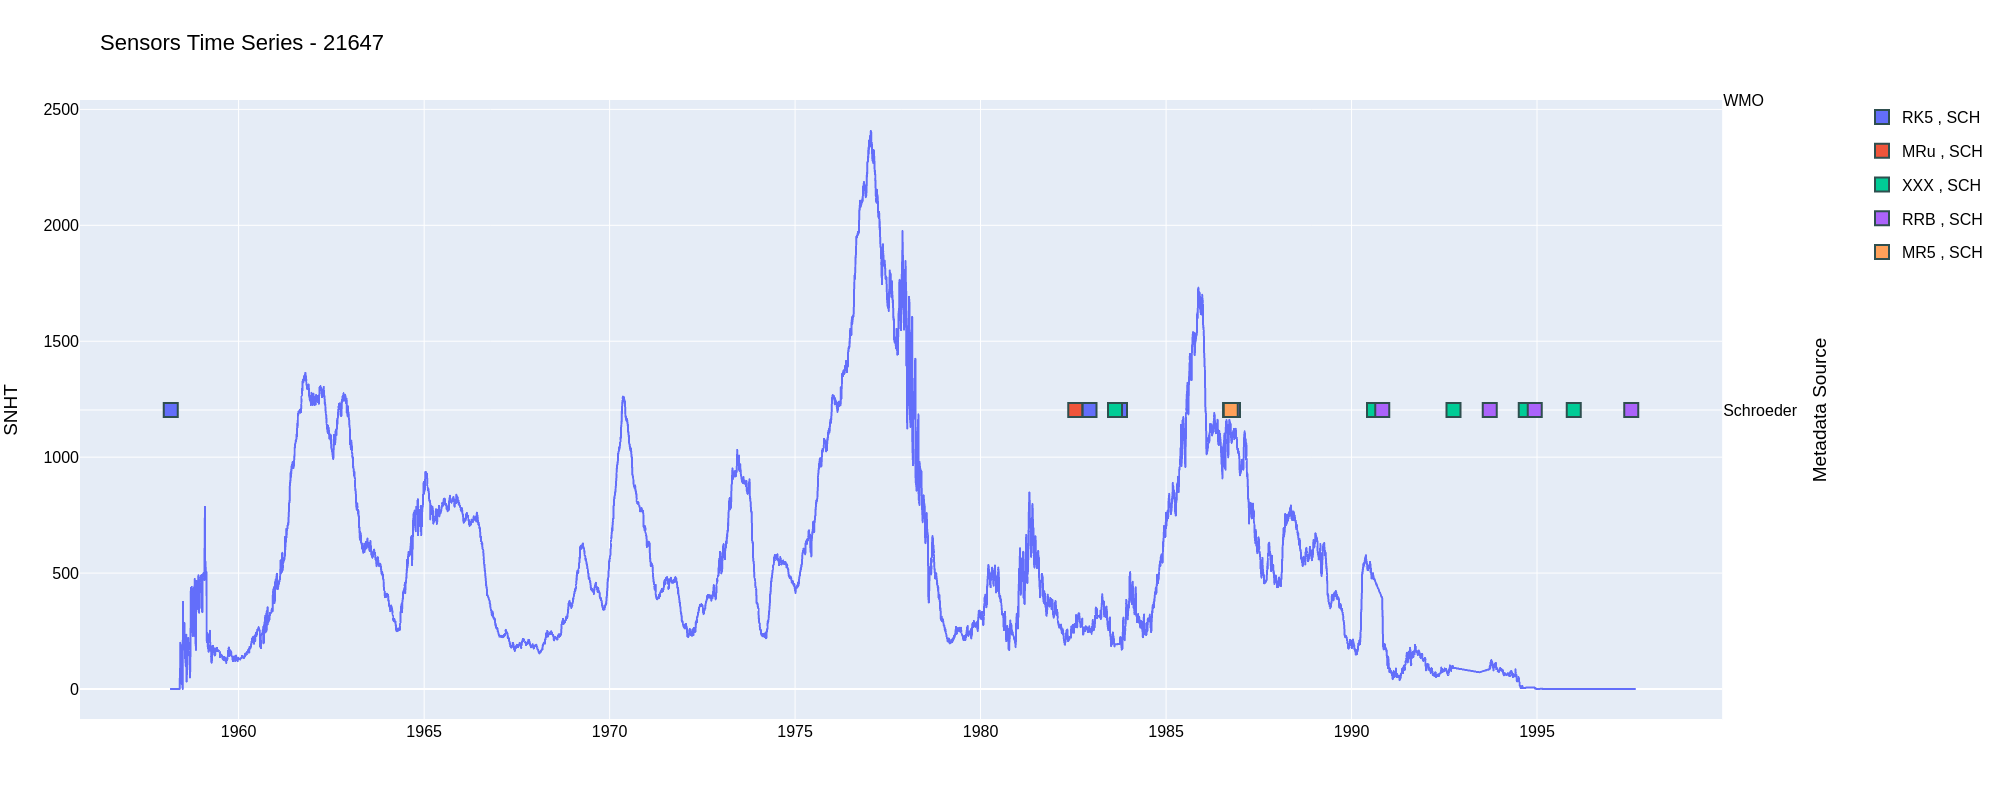 Sensors Time Series - 21647
WMO
2500
2000
1500
1000
500
0
SNHT
Schroeder
Metadata Source
1960 1965 1970 1975 1980 1985 1990 1995
RK5 , SCH
MRu , SCH
XXX , SCH
RRB , SCH
MR5 , SCH